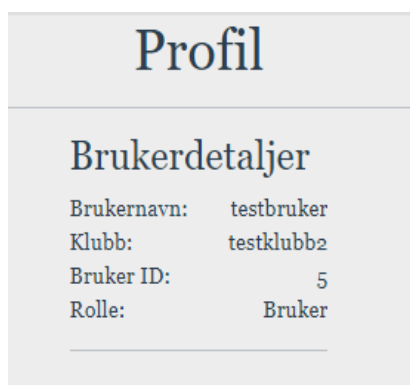 Profil
Brukerdetaljer
Brukernavn: testbruker
Klubb: testklubb2
Bruker ID: 5
Rolle: Bruker